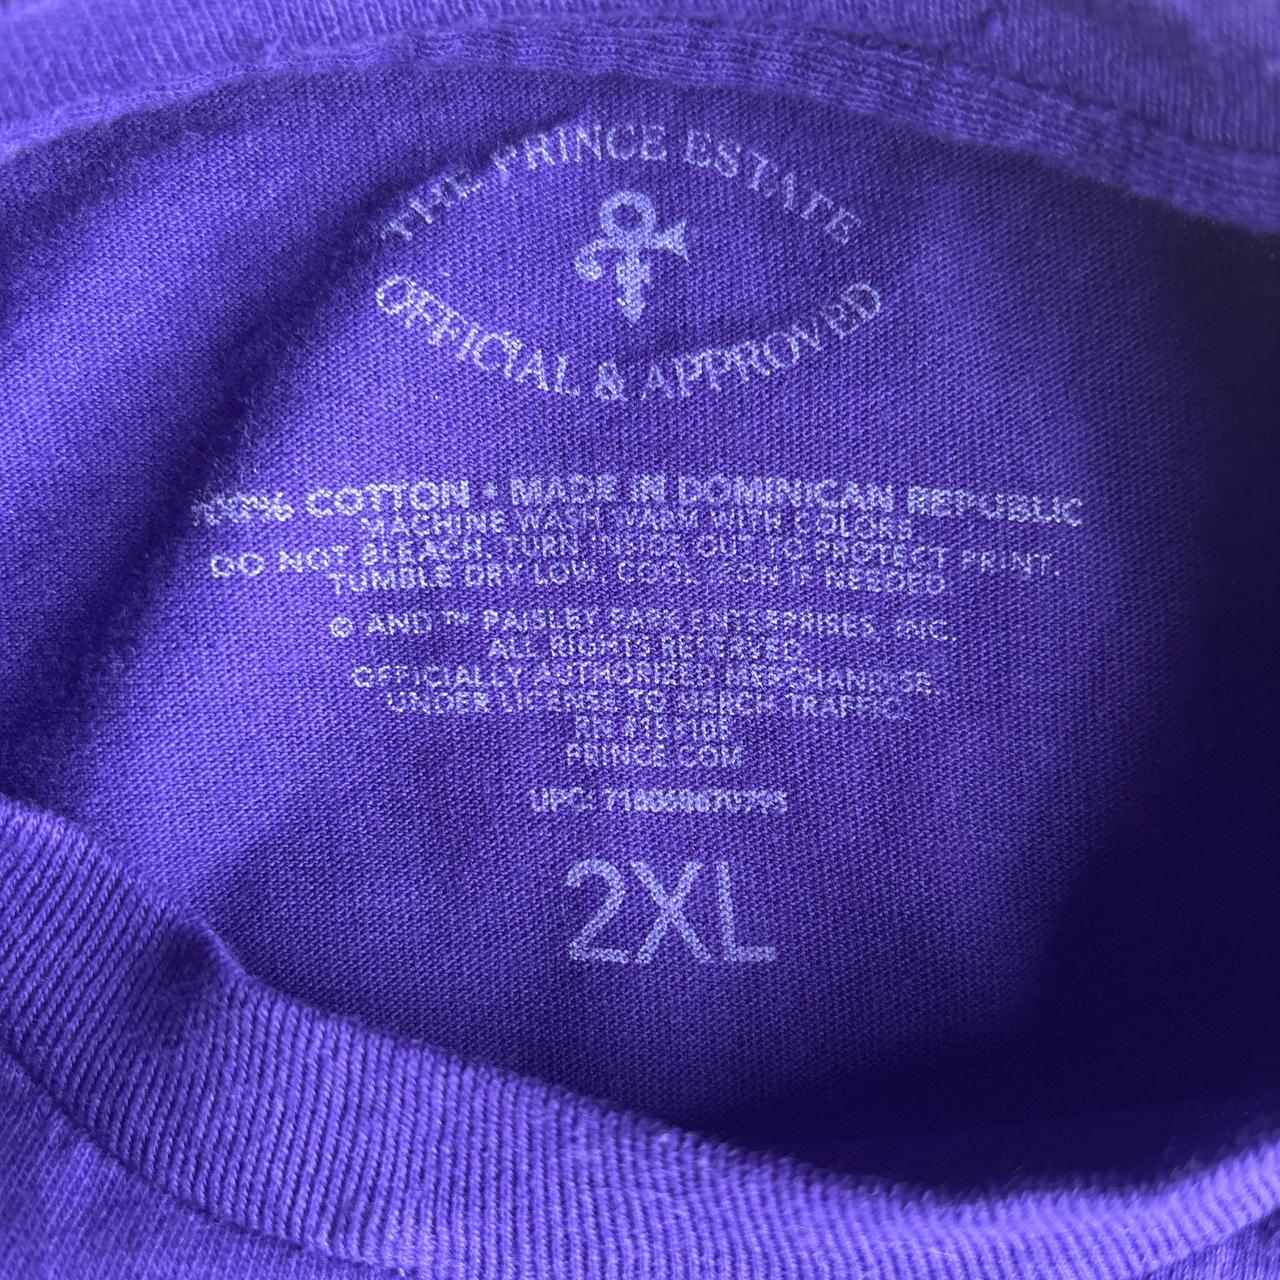 THE PRINCE ESTATE
OFFICIAL & APPROVED
100% COTTON • MADE IN DOMINICAN REPUBLIC
MACHINE WASH WARM WITH COLORS
DO NOT BLEACH. TURN INSIDE OUT TO PROTECT PRINT.
TUMBLE DRY LOW, COOL IRON IF NEEDED
© AND ™ PAISLEY PARK ENTERPRISES, INC.
ALL RIGHTS RESERVED.
OFFICIALLY AUTHORIZED MERCHANDISE.
UNDER LICENSE TO MERCH TRAFFIC.
RN
PRINCE.COM
UPC:
2XL